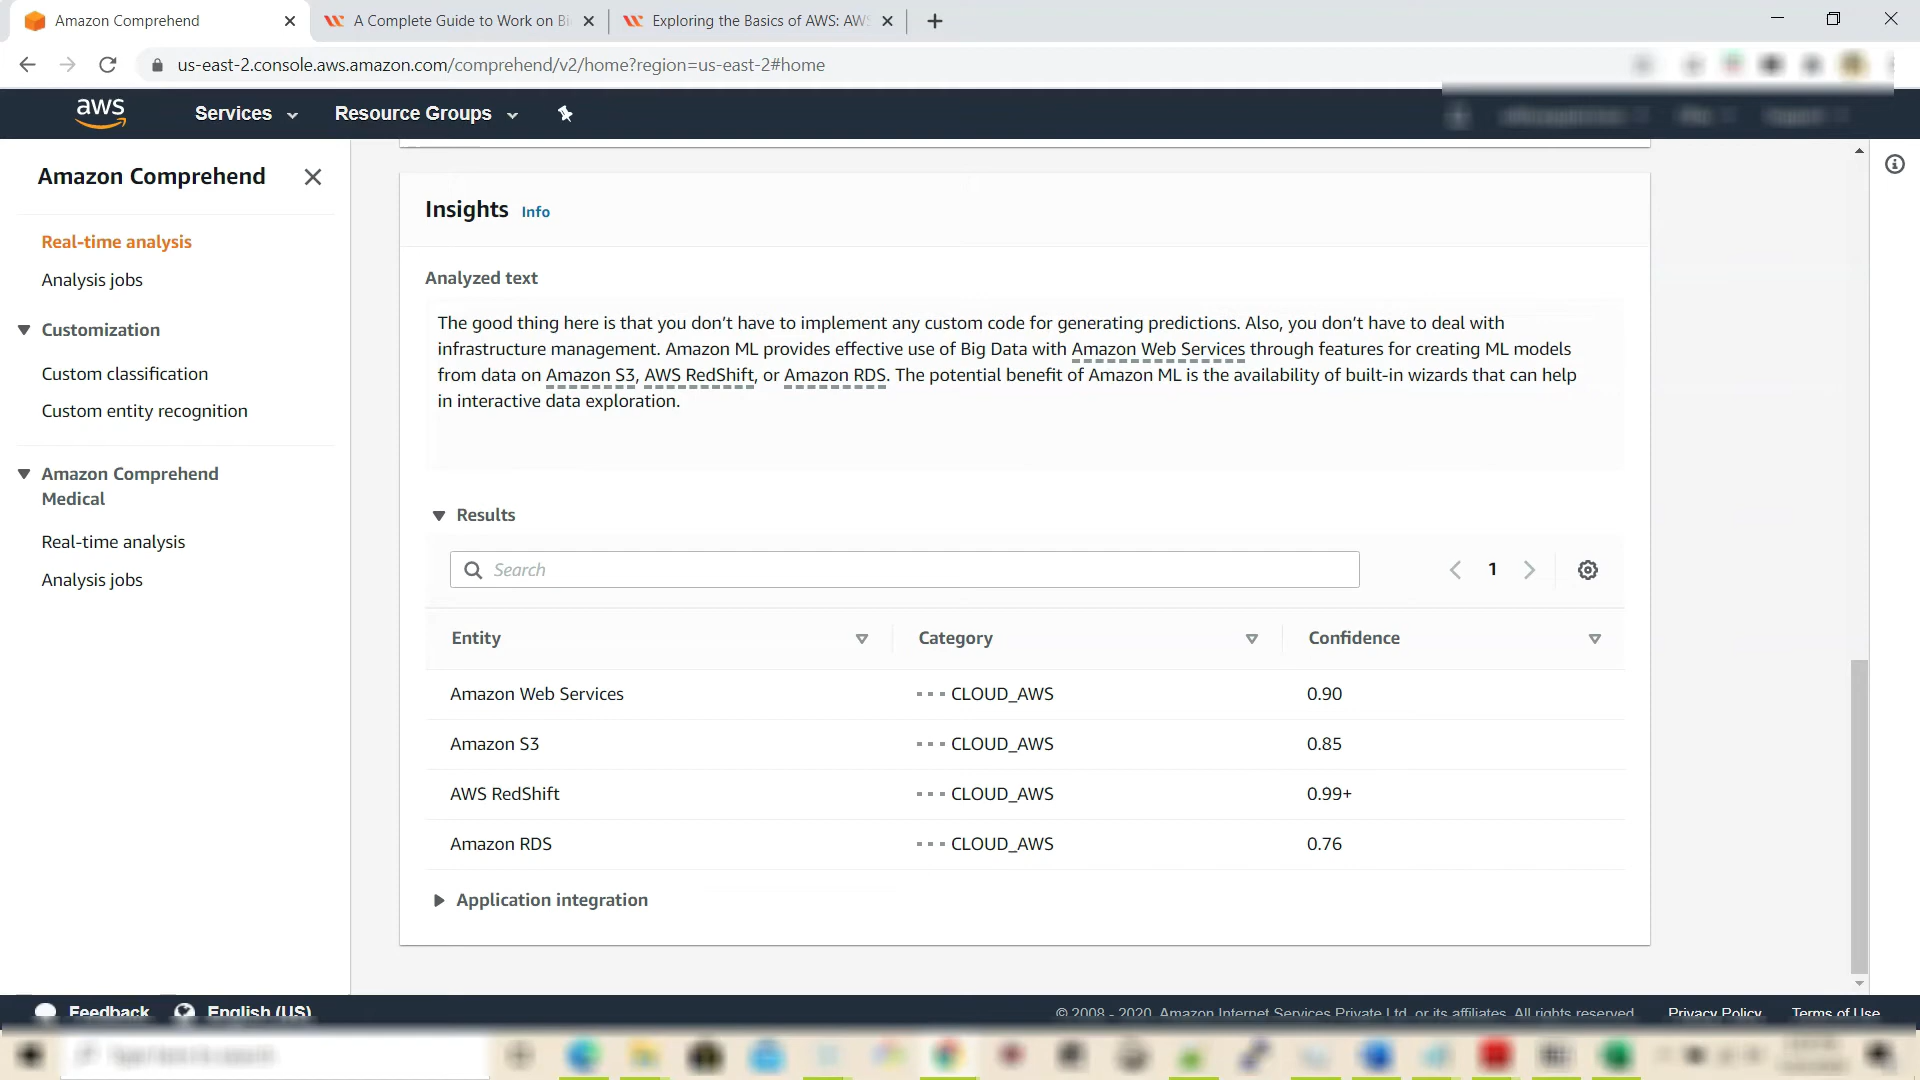 Amazon Comprehend
A Complete Guide to Work on Bi
Exploring the Basics of AWS: AWS
us-east-2.console.aws.amazon.com/comprehend/v2/home?region=us-east-2#home
aws
Services
Resource Groups
Amazon Comprehend
Real-time analysis
Analysis jobs
Customization
Custom classification
Custom entity recognition
Amazon Comprehend
Medical
Real-time analysis
Analysis jobs
Insights Info
Analyzed text
The good thing here is that you don’t have to implement any custom code for generating predictions. Also, you don’t have to deal with
infrastructure management. Amazon ML provides effective use of Big Data with Amazon Web Services through features for creating ML models
from data on Amazon S3, AWS RedShift, or Amazon RDS. The potential benefit of Amazon ML is the availability of built-in wizards that can help
in interactive data exploration.
Results
Search
1
Entity Category Confidence
Amazon Web Services CLOUD_AWS 0.90
Amazon S3 CLOUD_AWS 0.85
AWS RedShift CLOUD_AWS 0.99+
Amazon RDS CLOUD_AWS 0.76
Application integration
Feedback English (US)
© 2008 - 2020, Amazon Internet Services Private Ltd. or its affiliates. All rights reserved.
Privacy Policy Terms of Use
Type here to search